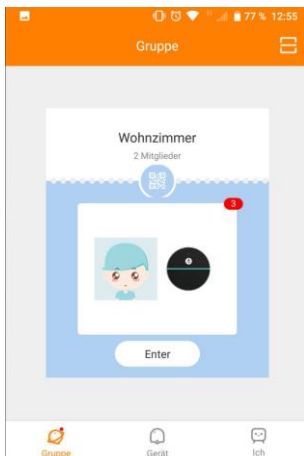 77 % 12:55
Gruppe
Wohnzimmer
2 Mitglieder
3
Enter
Gruppe
Gerät
Ich